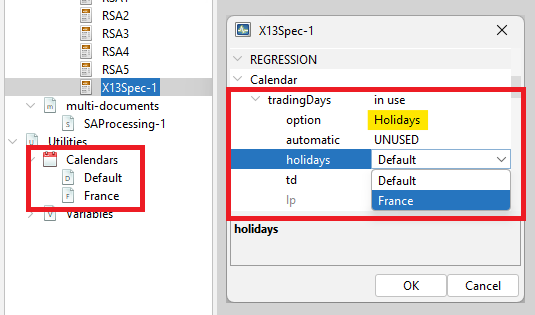 RSA1
RSA2
RSA3
RSA4
RSA5
X13Spec-1
multi-documents
SAProcessing-1
Utilities
Calendars
Default
France
Variables
X13Spec-1
REGRESSION
Calendar
tradingDays in use
option Holidays
automatic UNUSED
holidays Default
td Default
lp France
holidays
OK Cancel